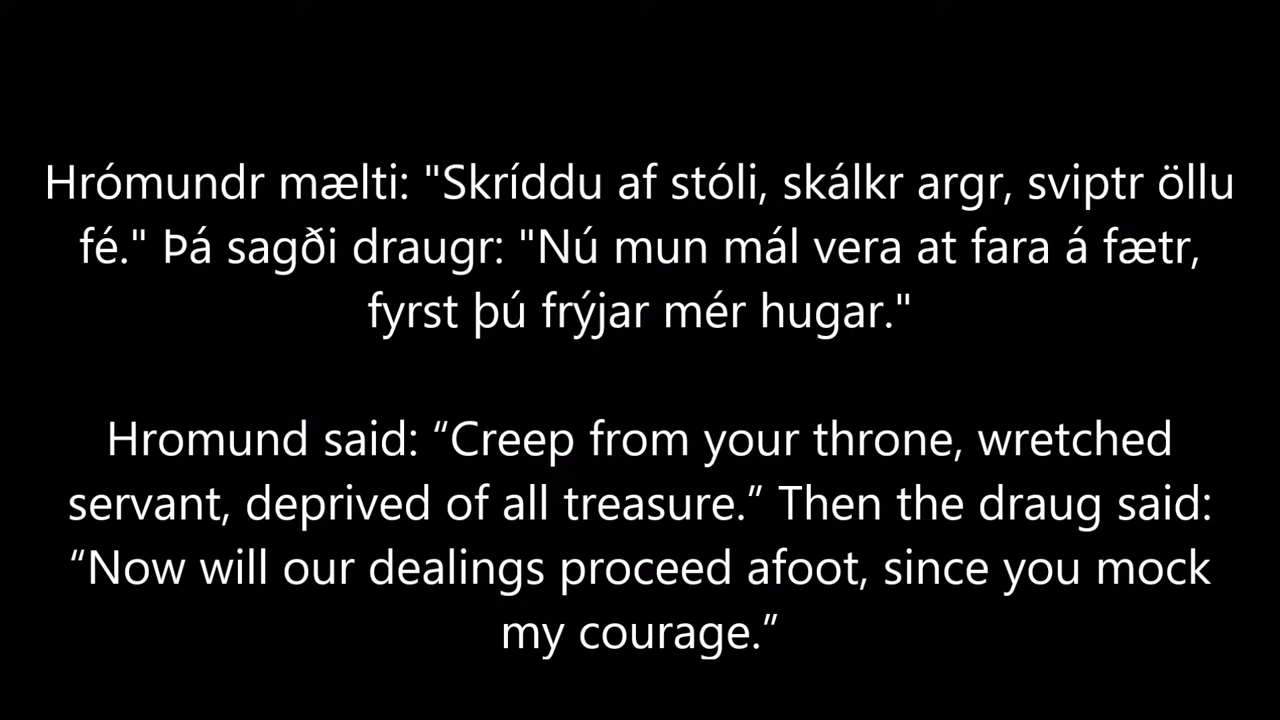 Hrómundr mælti: "Skríddu af stóli, skálkr argr, sviptr öllu
fé." Þá sagði draugr: "Nú mun mál vera at fara á fætr,
fyrst þú frýjar mér hugar."
Hromund said: “Creep from your throne, wretched
servant, deprived of all treasure.” Then the draug said:
“Now will our dealings proceed afoot, since you mock
my courage.”